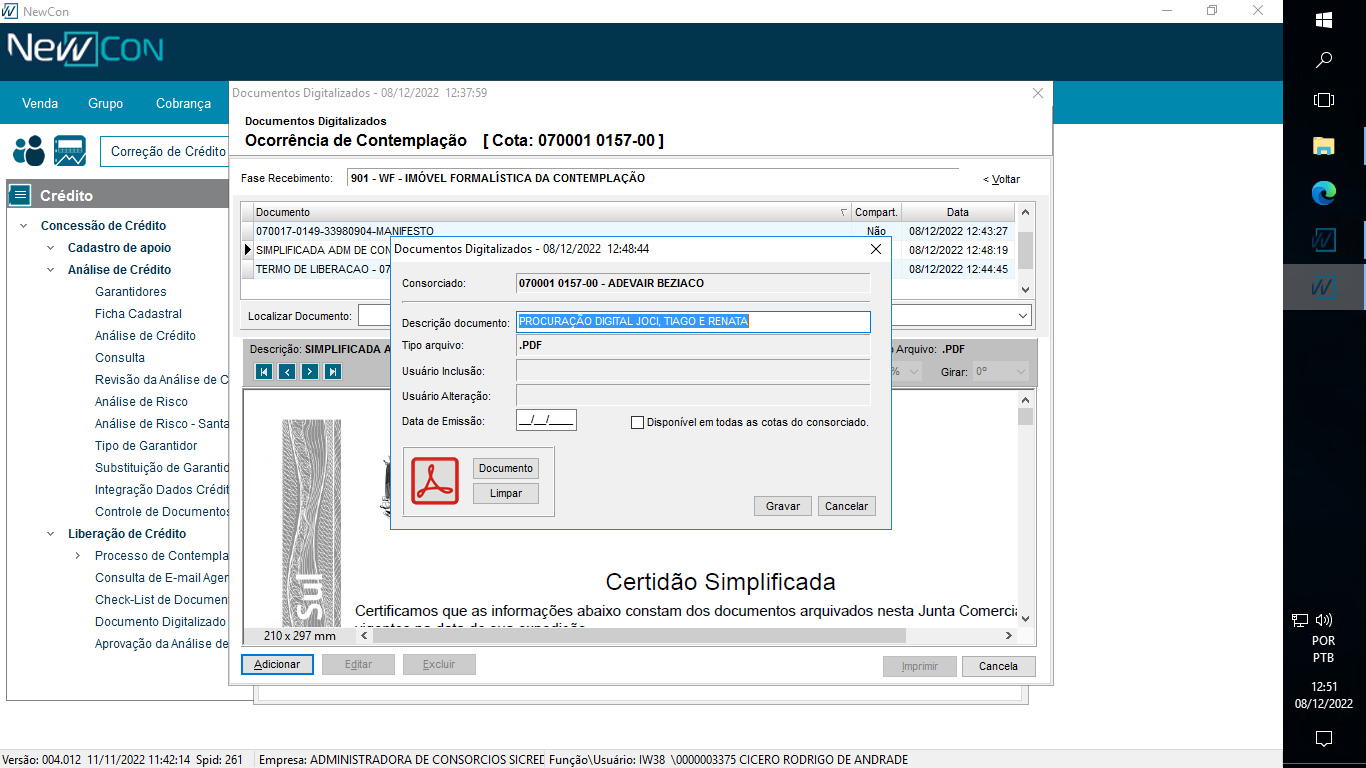 NewCon
NewCon
Venda Grupo Cobrança
Correção de Crédito
Crédito
Concessão de Crédito
Cadastro de apoio
Análise de Crédito
Garantidores
Ficha Cadastral
Análise de Crédito
Consulta
Revisão da Análise de C
Análise de Risco
Análise de Risco - Santa
Tipo de Garantidor
Substituição de Garantid
Integração Dados Crédit
Controle de Documentos
Liberação de Crédito
Processo de Contempla
Consulta de E-mail Agen
Check-List de Documen
Documento Digitalizado
Aprovação da Análise de
Documentos Digitalizados - 08/12/2022 12:37:59
Documentos Digitalizados
Ocorrência de Contemplação [ Cota: 070001 0157-00 ]
Fase Recebimento: 901 - WF - IMÓVEL FORMALÍSTICA DA CONTEMPLAÇÃO < Voltar
Documento Compart. Data
070017-0149-33980904-MANIFESTO Não 08/12/2022 12:43:27
SIMPLIFICADA ADM DE CON 08/12/2022 12:48:19
TERMO DE LIBERACAO - 07 08/12/2022 12:44:45
Localizar Documento:
Descrição: SIMPLIFICADA A o Arquivo: .PDF
% Girar: 0º
Documentos Digitalizados - 08/12/2022 12:48:44
Consorciado: 070001 0157-00 - ADEVAIR BEZIACO
Descrição documento: PROCURAÇÃO DIGITAL JOCI, TIAGO E RENATA
Tipo arquivo: .PDF
Usuário Inclusão:
Usuário Alteração:
Data de Emissão: __/__/____ Disponível em todas as cotas do consorciado.
Documento
Limpar
Gravar Cancelar
Sul
Certidão Simplificada
Certificamos que as informações abaixo constam dos documentos arquivados nesta Junta Comercia
vigentes na data de sua expedição
210 x 297 mm
Adicionar Editar Excluir Imprimir Cancela
Versão: 004.012 11/11/2022 11:42:14 Spid: 261 Empresa: ADMINISTRADORA DE CONSORCIOS SICRED Função\Usuário: IW38 \0000003375 CICERO RODRIGO DE ANDRADE
POR
PTB
12:51
08/12/2022